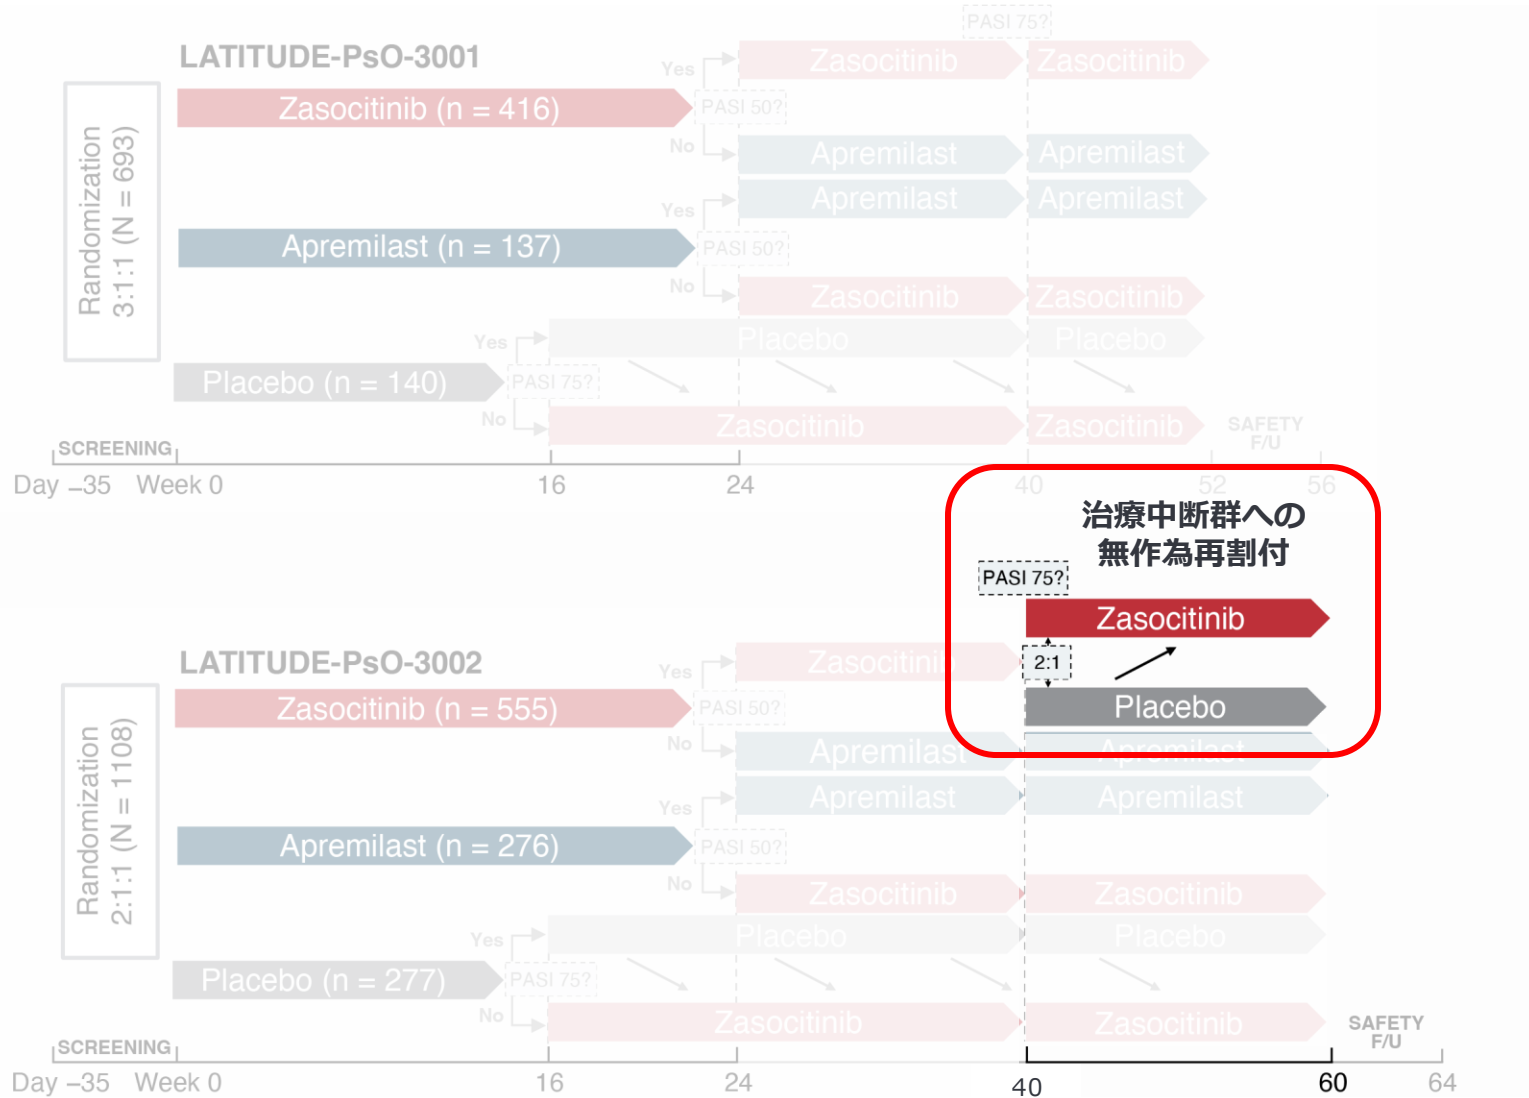 PASI 75?
LATITUDE-PsO-3001
Zasocitinib
Zasocitinib
Yes
Zasocitinib (n = 416)
PASI 50?
No
Apremilast
Apremilast
Randomization
3:1:1 (N = 693)
Apremilast
Apremilast
Yes
Apremilast (n = 137)
PASI 50?
No
Zasocitinib
Zasocitinib
Yes
Placebo
Placebo
Placebo (n = 140)
PASI 75?
No
Zasocitinib
Zasocitinib
SAFETY
F/U
SCREENING
Day –35
Week 0
16
24
40
52
56
治療中断群への
無作為再割付
PASI 75?
Zasocitinib
LATITUDE-PsO-3002
Yes
Zasocitinib
2:1
Zasocitinib (n = 555)
PASI 50?
Placebo
No
Apremilast
Apremilast
Randomization
2:1:1 (N = 1108)
Apremilast
Apremilast
Yes
Apremilast (n = 276)
PASI 50?
No
Zasocitinib
Zasocitinib
Yes
Placebo
Placebo
Placebo (n = 277)
PASI 75?
No
Zasocitinib
Zasocitinib
SAFETY
F/U
SCREENING
Day –35
Week 0
16
24
40
60
64